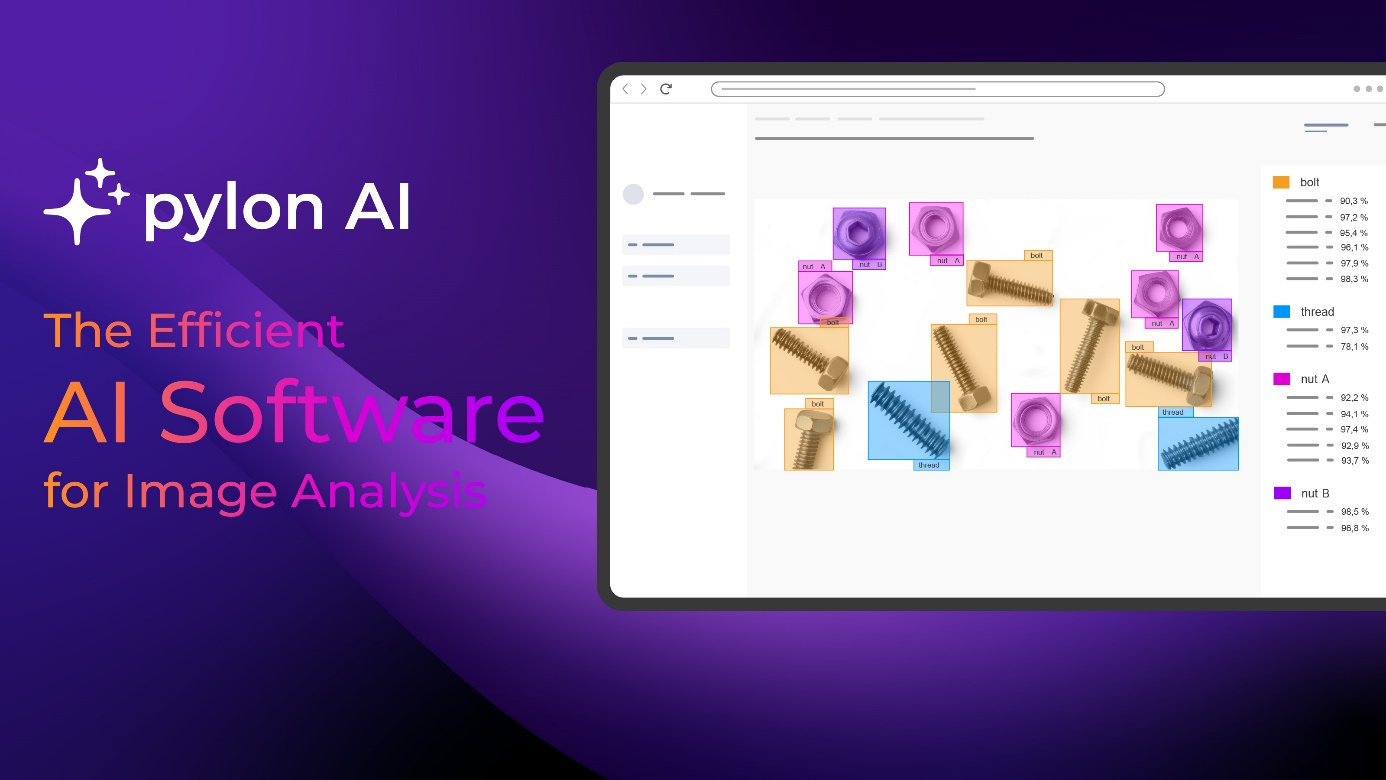 pylon AI
The Efficient
AI Software
for Image Analysis
nut B
nut A
nut A
nut A
bolt
nut A
nut B
bolt
bolt
bolt
bolt
bolt
thread
nut A
bolt
thread
bolt
90,3 %
97,2 %
95,4 %
96,1 %
97,9 %
98,3 %
thread
97,3 %
78,1 %
nut A
92,2 %
94,1 %
97,4 %
92,9 %
93,7 %
nut B
98,5 %
96,8 %